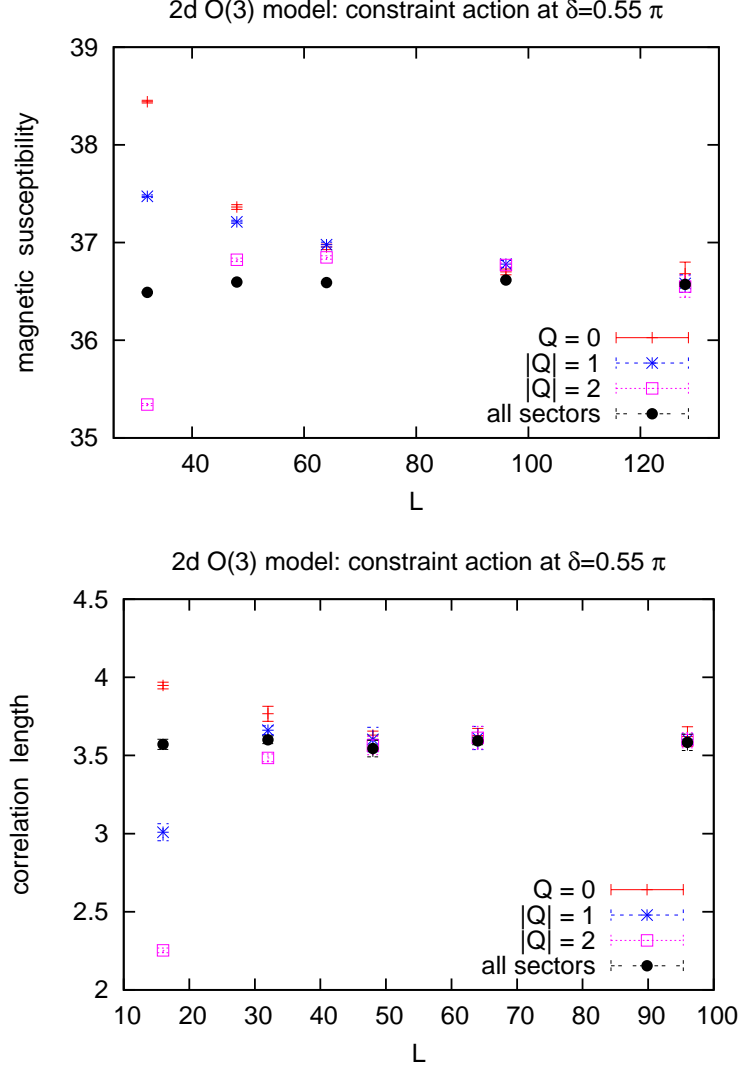 2d O(3) model: constraint action at δ=0.55 π
magnetic susceptibility
39
38
37
36
35
40 60 80 100 120
L
Q = 0
|Q| = 1
|Q| = 2
all sectors
2d O(3) model: constraint action at δ=0.55 π
correlation length
4.5
4
3.5
3
2.5
2
10 20 30 40 50 60 70 80 90 100
L
Q = 0
|Q| = 1
|Q| = 2
all sectors